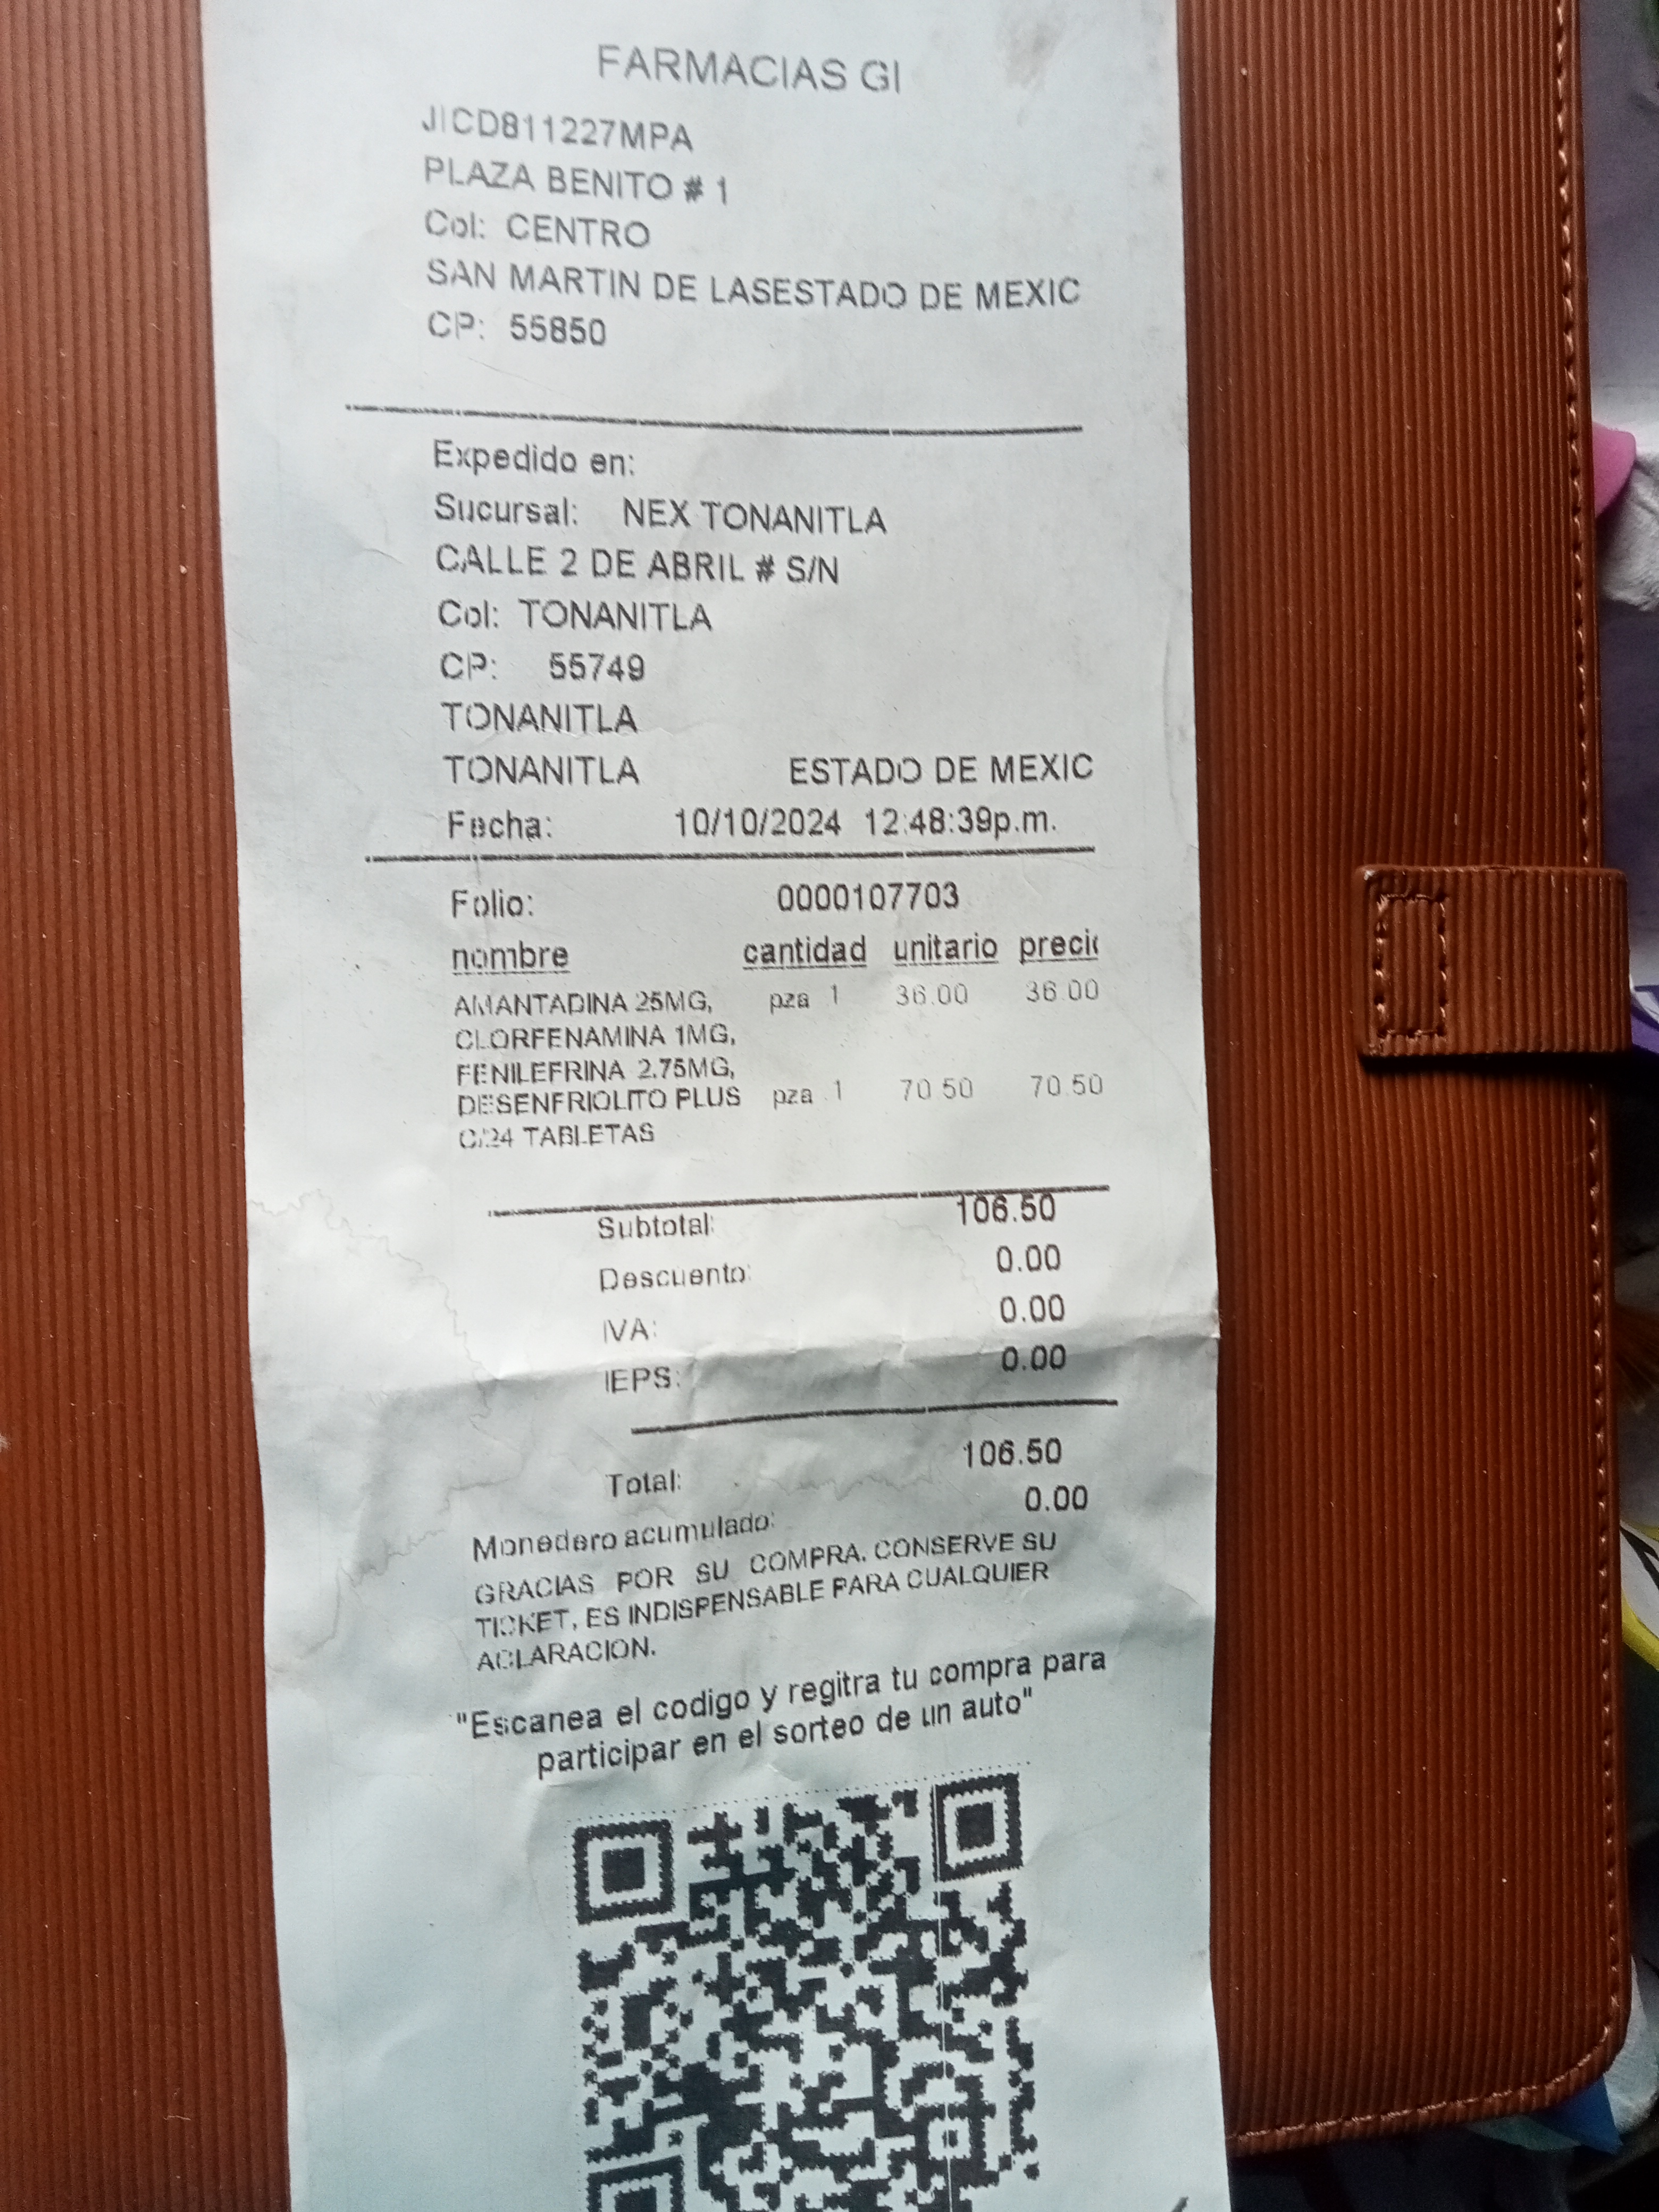 FARMACIAS GI
JICD811227MPA
PLAZA BENITO # 1
Col: CENTRO
SAN MARTIN DE LASESTADO DE MEXIC
CP: 55850
Expedido en:
Sucursal: NEX TONANITLA
CALLE 2 DE ABRIL # S/N
Col: TONANITLA
CP: 55749
TONANITLA
TONANITLA ESTADO DE MEXIC
Fecha: 10/10/2024 12:48:39p.m.
Folio: 0000107703
nombre cantidad unitario precio
AMANTADINA 25MG, pza 1 36.00 36.00
CLORFENAMINA 1MG,
FENILEFRINA 2.75MG,
DESENFRIOLITO PLUS pza 1 70.50 70.50
C/24 TABLETAS
Subtotal: 106.50
Descuento: 0.00
IVA: 0.00
IEPS: 0.00
Total: 106.50
Monedero acumulado: 0.00
GRACIAS POR SU COMPRA. CONSERVE SU
TICKET, ES INDISPENSABLE PARA CUALQUIER
ACLARACION.
"Escanea el codigo y regitra tu compra para
participar en el sorteo de un auto"